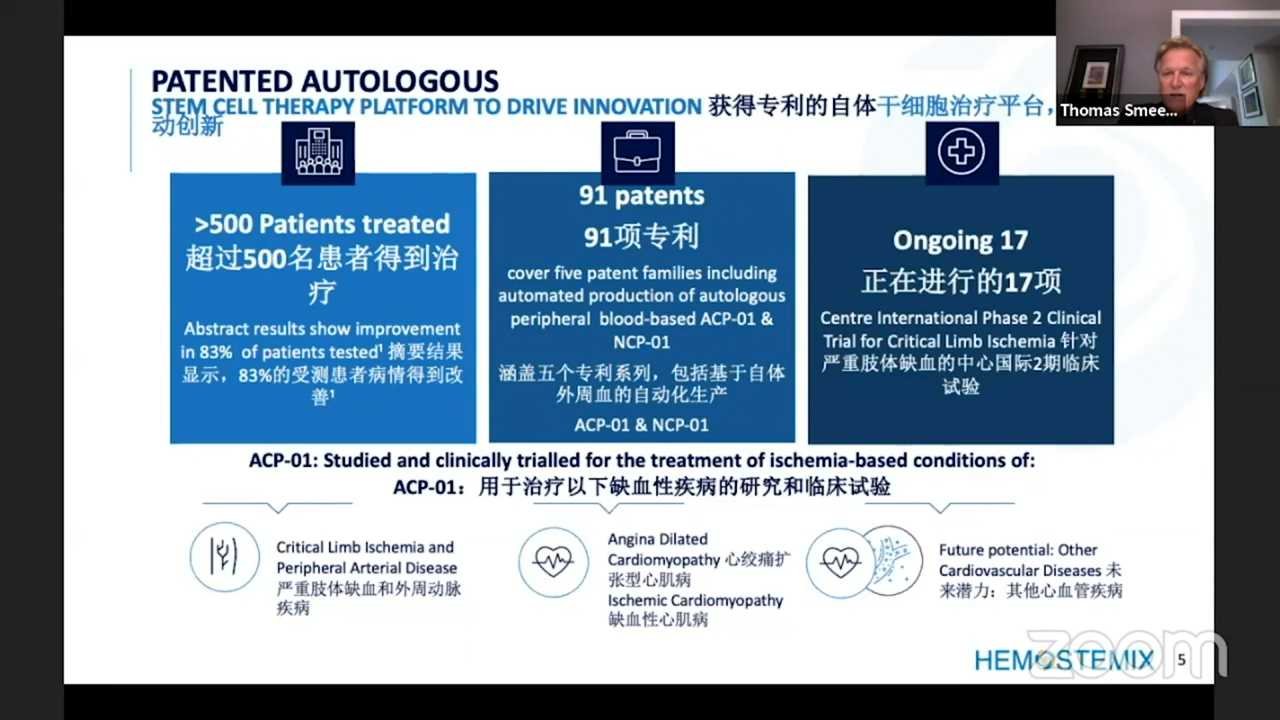 PATENTED AUTOLOGOUS
STEM CELL THERAPY PLATFORM TO DRIVE INNOVATION 获得专利的自体干细胞治疗平台，
动创新
Thomas Smee...
>500 Patients treated
超过500名患者得到治
疗
Abstract results show improvement
in 83% of patients tested¹ 摘要结果
显示，83%的受测患者病情得到改
善¹
91 patents
91项专利
cover five patent families including
automated production of autologous
peripheral blood-based ACP-01 &
NCP-01
涵盖五个专利系列，包括基于自体
外周血的自动化生产
ACP-01 & NCP-01
Ongoing 17
正在进行的17项
Centre International Phase 2 Clinical
Trial for Critical Limb Ischemia 针对
严重肢体缺血的中心国际2期临床
试验
ACP-01: Studied and clinically trialled for the treatment of ischemia-based conditions of:
ACP-01：用于治疗以下缺血性疾病的研究和临床试验
Critical Limb Ischemia and
Peripheral Arterial Disease
严重肢体缺血和外周动脉
疾病
Angina Dilated
Cardiomyopathy 心绞痛扩
张型心肌病
Ischemic Cardiomyopathy
缺血性心肌病
Future potential: Other
Cardiovascular Diseases 未
来潜力：其他心血管疾病
HEMOSTEMIX 5
zoom